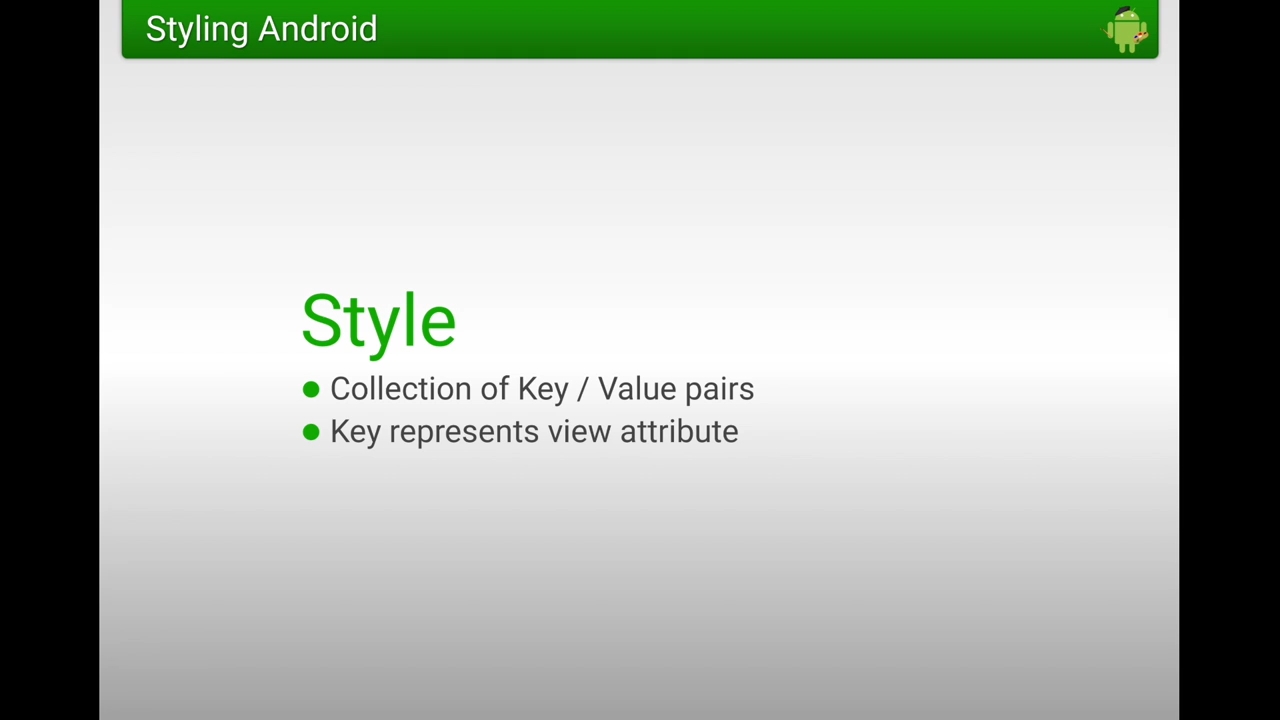 Styling Android
Style
Collection of Key / Value pairs
Key represents view attribute